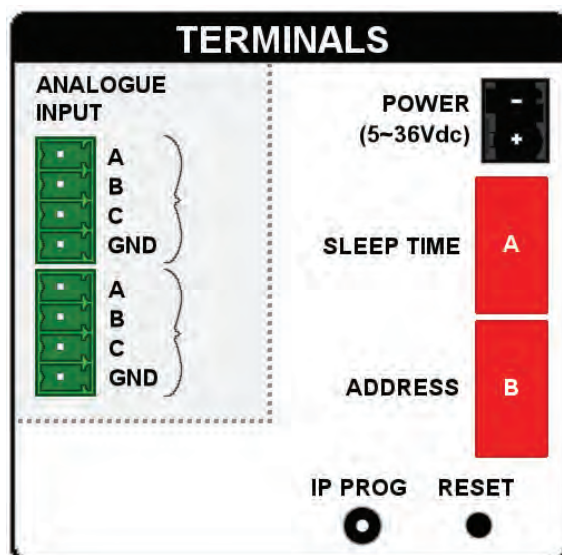 TERMINALS
ANALOGUE
INPUT
A
B
C
GND
A
B
C
GND
POWER
(5~36Vdc)
-
+
SLEEP TIME
A
ADDRESS
B
IP PROG
RESET